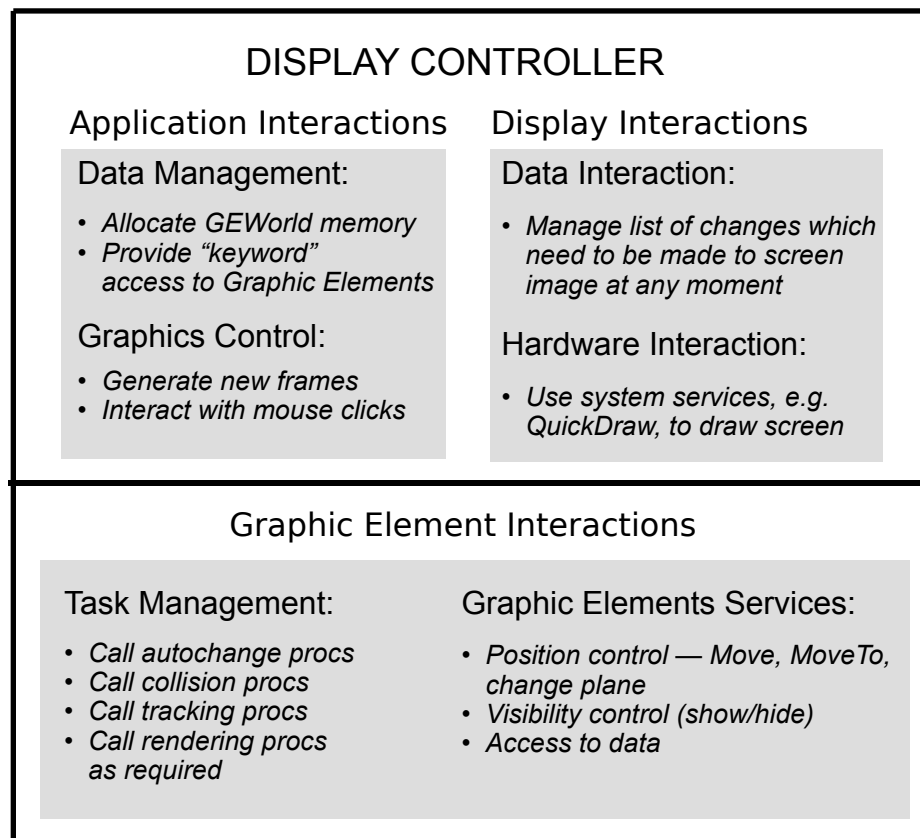 DISPLAY CONTROLLER
Application Interactions
Data Management:
• Allocate GEWorld memory
• Provide “keyword”
access to Graphic Elements
Graphics Control:
• Generate new frames
• Interact with mouse clicks
Display Interactions
Data Interaction:
• Manage list of changes which
need to be made to screen
image at any moment
Hardware Interaction:
• Use system services, e.g.
QuickDraw, to draw screen
Graphic Element Interactions
Task Management:
• Call autochange procs
• Call collision procs
• Call tracking procs
• Call rendering procs
as required
Graphic Elements Services:
• Position control — Move, MoveTo,
change plane
• Visibility control (show/hide)
• Access to data